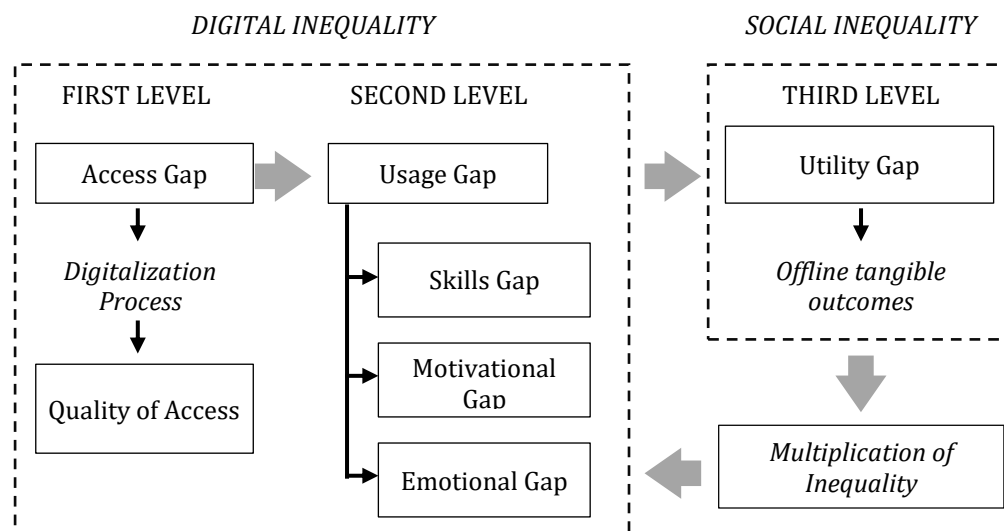 DIGITAL INEQUALITY
SOCIAL INEQUALITY
FIRST LEVEL
SECOND LEVEL
THIRD LEVEL
Access Gap
Usage Gap
Utility Gap
Digitalization
Process
Skills Gap
Offline tangible
outcomes
Quality of Access
Motivational
Gap
Emotional Gap
Multiplication of
Inequality